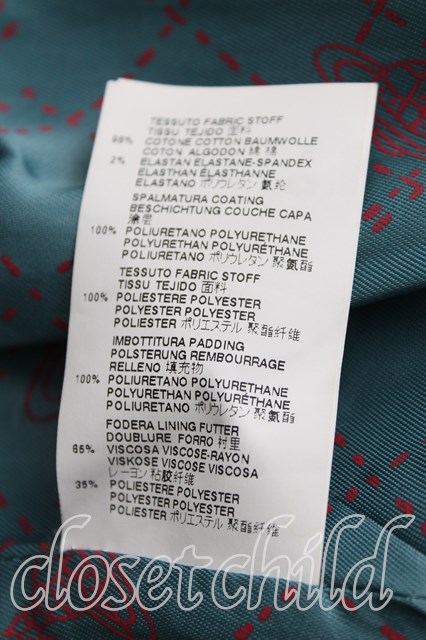 TESSUTO FABRIC STOFF
TISSU TEJIDO 面料
98% COTONE COTTON BAUMWOLLE
COTON ALGODON 綿 棉
2% ELASTAN ELASTANE-SPANDEX
ELASTHAN ÉLASTHANNE
ELASTANO ポリウレタン 氨纶
SPALMATURA COATING
BESCHICHTUNG COUCHE CAPA
涂层
100% POLIURETANO POLYURETHANE
POLYURETHAN POLYURÉTHANE
POLIURETANO ポリウレタン 聚氨酯
TESSUTO FABRIC STOFF
TISSU TEJIDO 面料
100% POLIESTERE POLYESTER
POLYESTER POLYESTER
POLIESTER ポリエステル 聚酯纤维
IMBOTTITURA PADDING
POLSTERUNG REMBOURRAGE
RELLENO 填充物
100% POLIURETANO POLYURETHANE
POLYURETHAN POLYURÉTHANE
POLIURETANO ポリウレタン 聚氨酯
FODERA LINING FUTTER
DOUBLURE FORRO 衬里
65% VISCOSA VISCOSE-RAYON
VISKOSE VISCOSE VISCOSA
レーヨン 粘胶纤维
35% POLIESTERE POLYESTER
POLYESTER POLYESTER
POLIESTER ポリエステル 聚酯纤维
closetchild